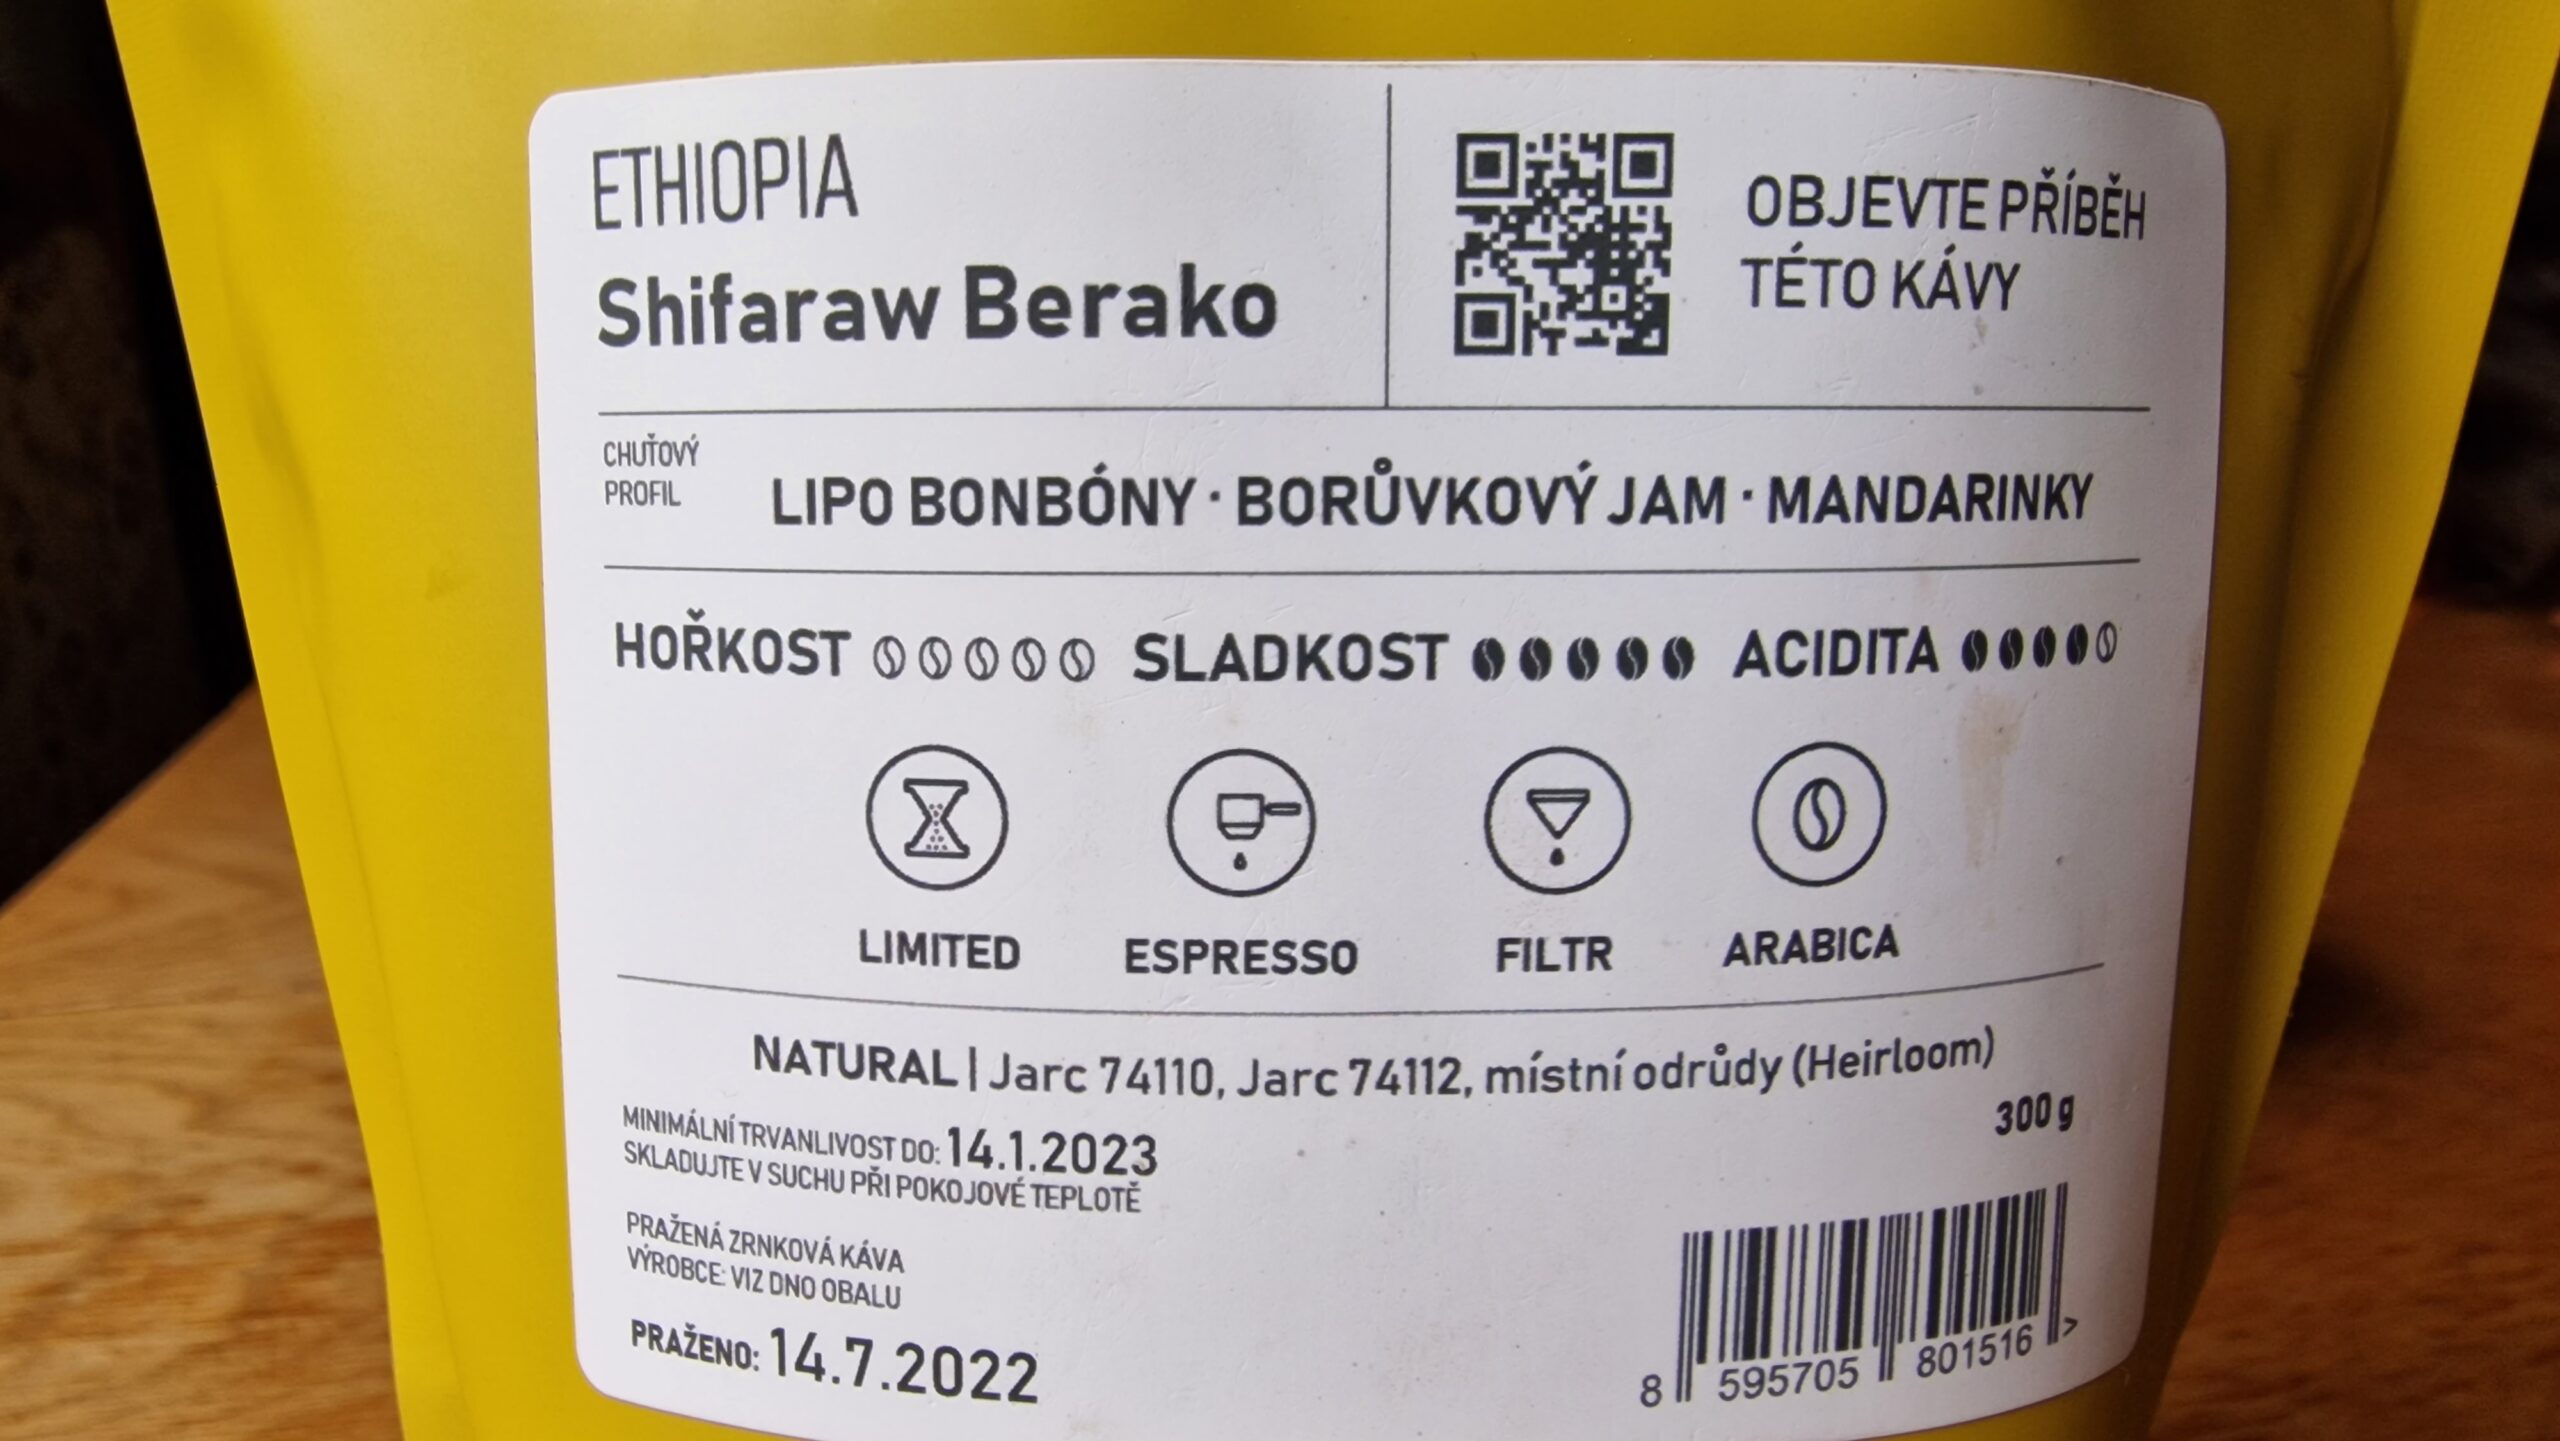 ETHIOPIA
Shifaraw Berako
OBJEVTE PŘÍBĚH
TÉTO KÁVY
CHUŤOVÝ
PROFIL
LIPO BONBÓNY · BORŮVKOVÝ JAM · MANDARINKY
HOŘKOST SLADKOST ACIDITA
LIMITED ESPRESSO FILTR ARABICA
NATURAL | Jarc 74110, Jarc 74112, místní odrůdy (Heirloom)
300 g
MINIMÁLNÍ TRVANLIVOST DO: 14.1.2023
SKLADUJTE V SUCHU PŘI POKOJOVÉ TEPLOTĚ
PRAŽENÁ ZRNKOVÁ KÁVA
VÝROBCE: VIZ DNO OBALU
PRAŽENO: 14.7.2022
8 595705 801516 >